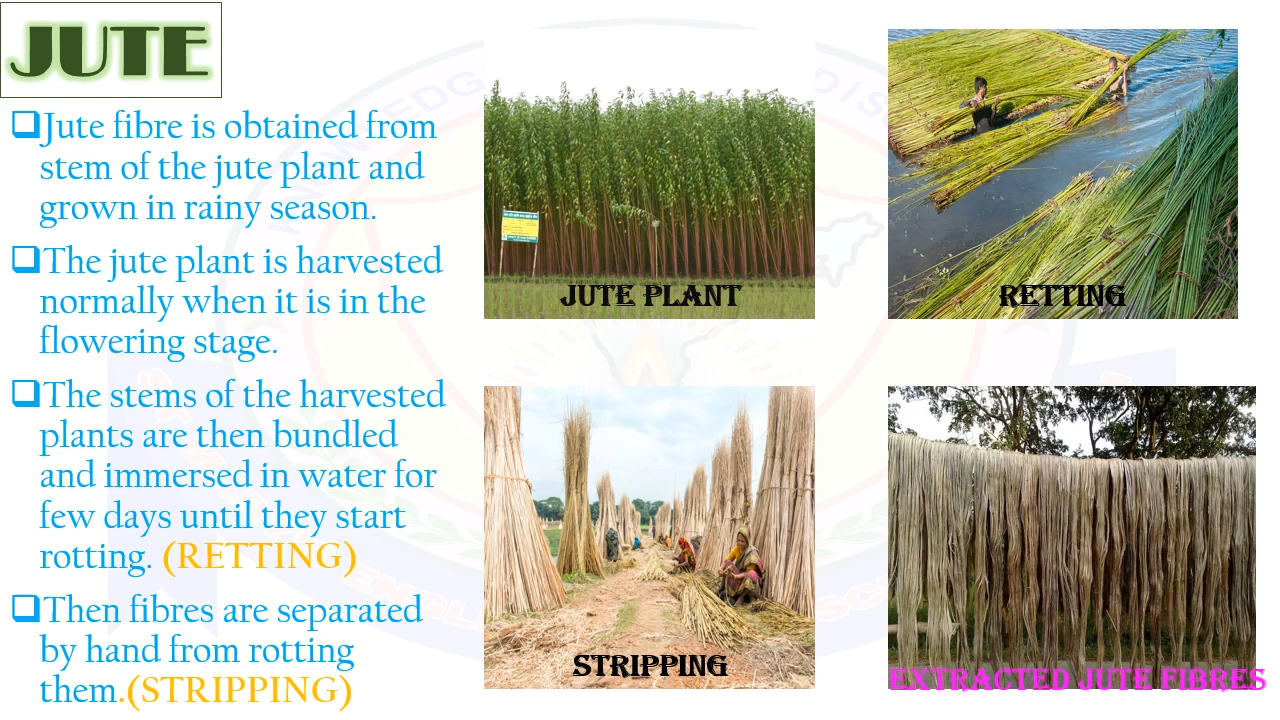 JUTE
❑Jute fibre is obtained from
stem of the jute plant and
grown in rainy season.
❑The jute plant is harvested
normally when it is in the
flowering stage.
❑The stems of the harvested
plants are then bundled
and immersed in water for
few days until they start
rotting. (RETTING)
❑Then fibres are separated
by hand from rotting
them.(STRIPPING)
JUTE PLANT
RETTING
STRIPPING
EXTRACTED JUTE FIBRES